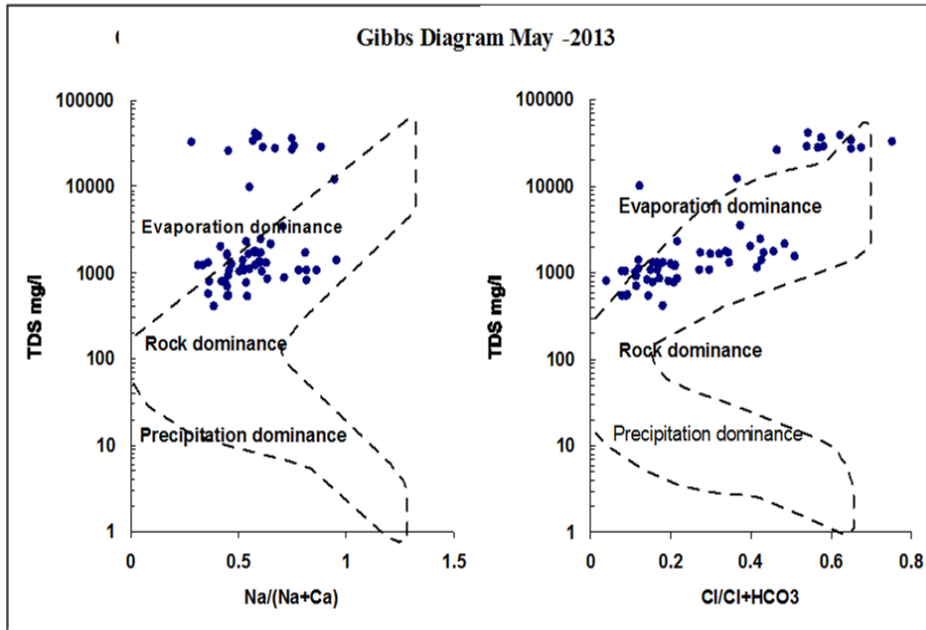 Gibbs Diagram May -2013
100000
10000
1000
100
10
1
TDS mg/l
Evaporation dominance
Rock dominance
Precipitation dominance
0.5
1
1.5
Na/(Na+Ca)
100000
10000
1000
100
10
1
TDS mg/l
Evaporation dominance
Rock dominance
Precipitation dominance
0
0.2
0.4
0.6
0.8
Cl/Cl+HCO3